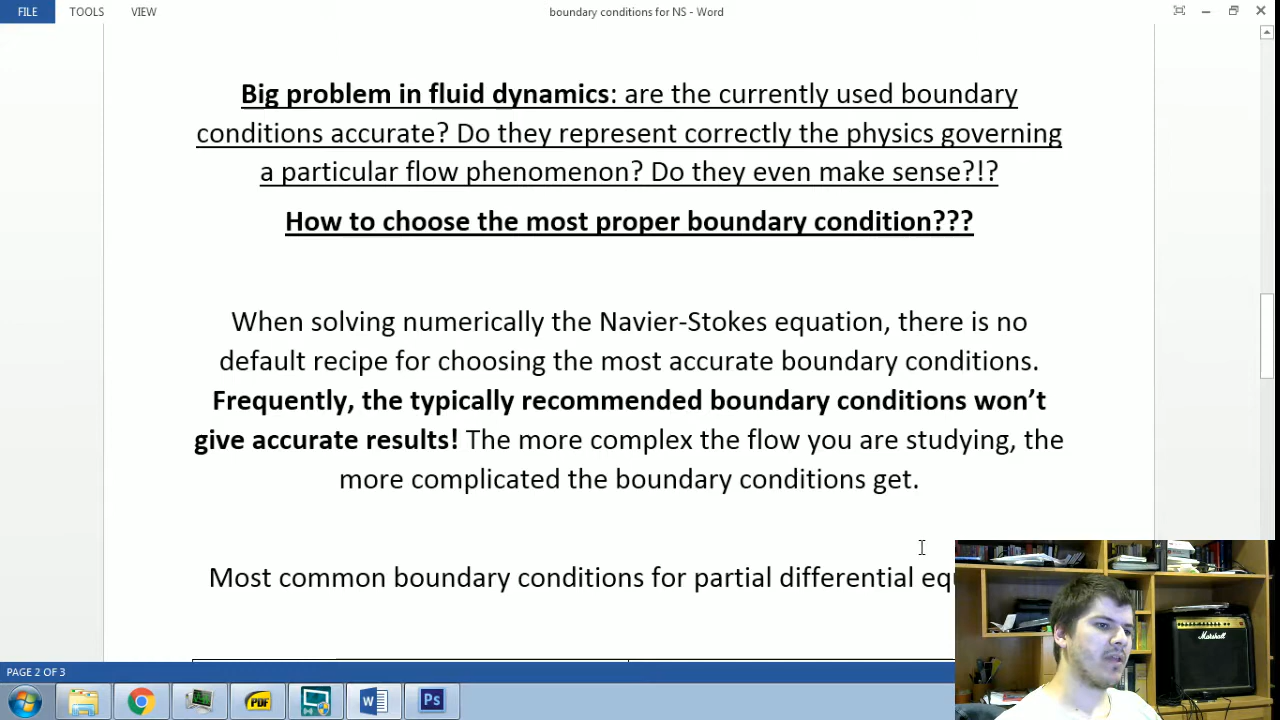 FILE TOOLS VIEW boundary conditions for NS - Word
Big problem in fluid dynamics: are the currently used boundary
conditions accurate? Do they represent correctly the physics governing
a particular flow phenomenon? Do they even make sense?!?
How to choose the most proper boundary condition???
When solving numerically the Navier-Stokes equation, there is no
default recipe for choosing the most accurate boundary conditions.
Frequently, the typically recommended boundary conditions won’t
give accurate results! The more complex the flow you are studying, the
more complicated the boundary conditions get.
Most common boundary conditions for partial differential
Marshall
PAGE 2 OF 3
PDF
Ps